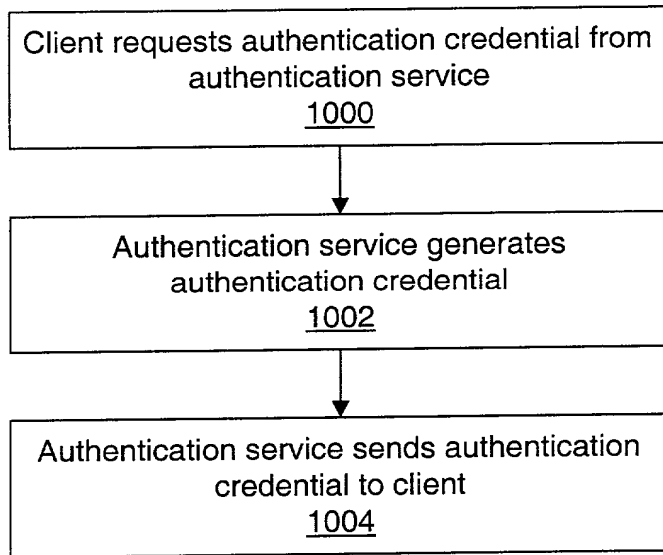 Client requests authentication credential from
authentication service
1000
Authentication service generates
authentication credential
1002
Authentication service sends authentication
credential to client
1004